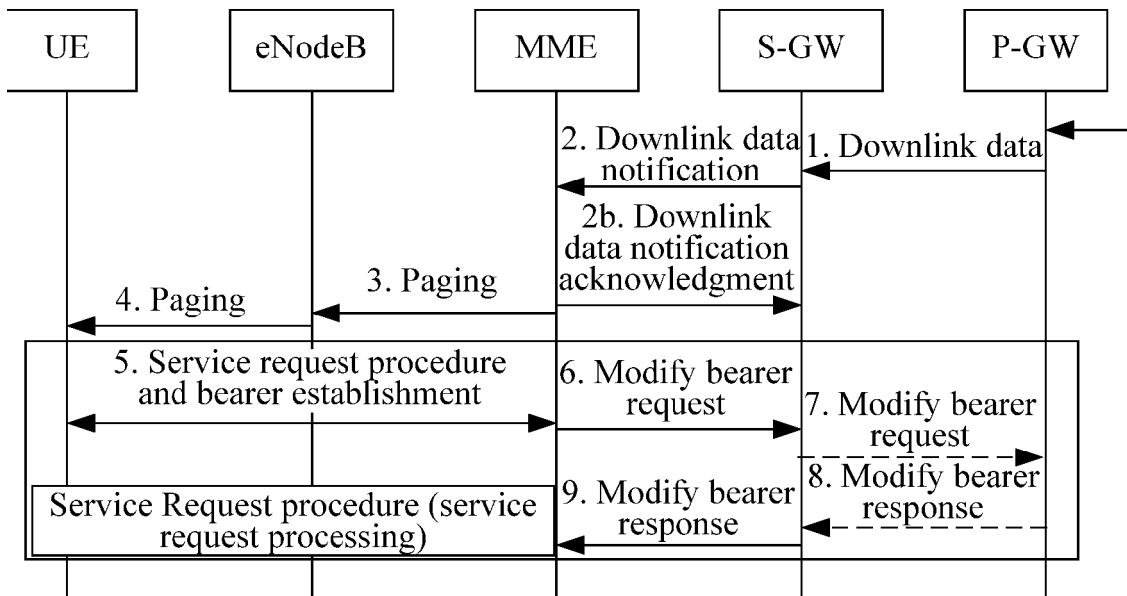 UE
eNodeB
MME
S-GW
P-GW
1. Downlink data
2. Downlink data
notification
2b. Downlink
data notification
acknowledgment
3. Paging
4. Paging
5. Service request procedure
and bearer establishment
6. Modify bearer
request
7. Modify bearer
request
8. Modify bearer
response
9. Modify bearer
response
Service Request procedure (service
request processing)